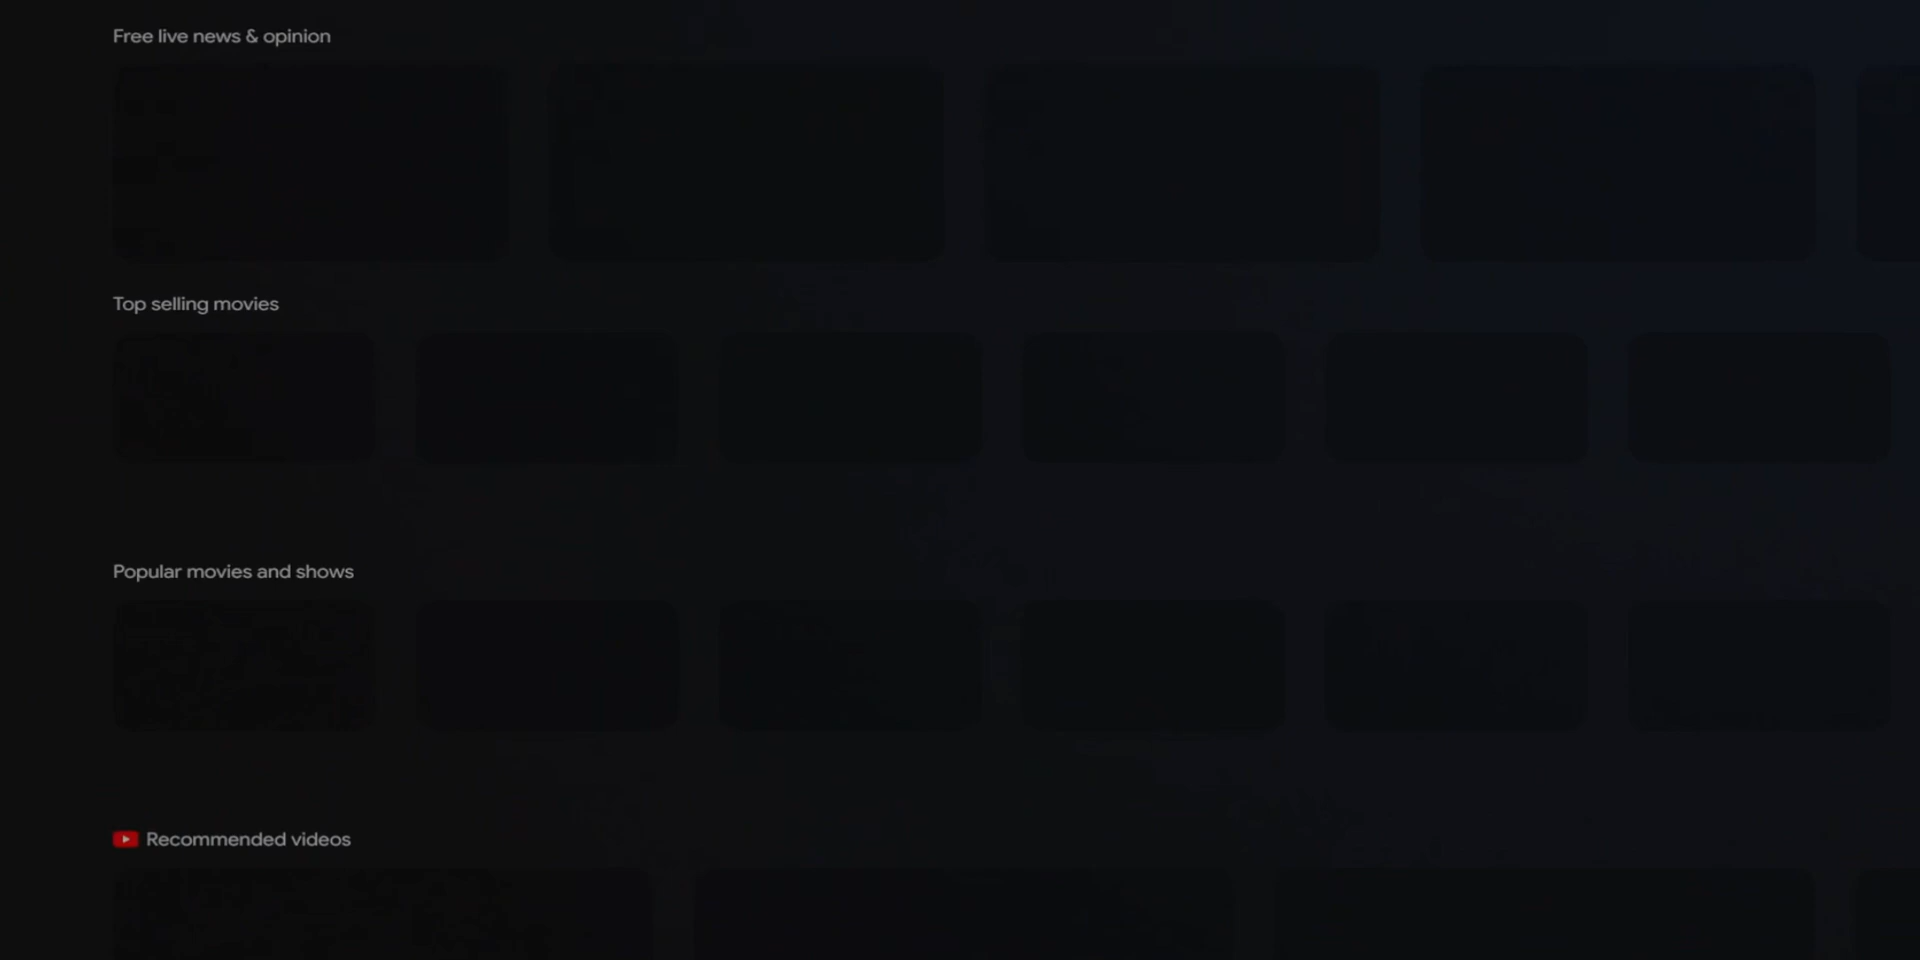 Free live news & opinion
Top selling movies
Popular movies and shows
Recommended videos